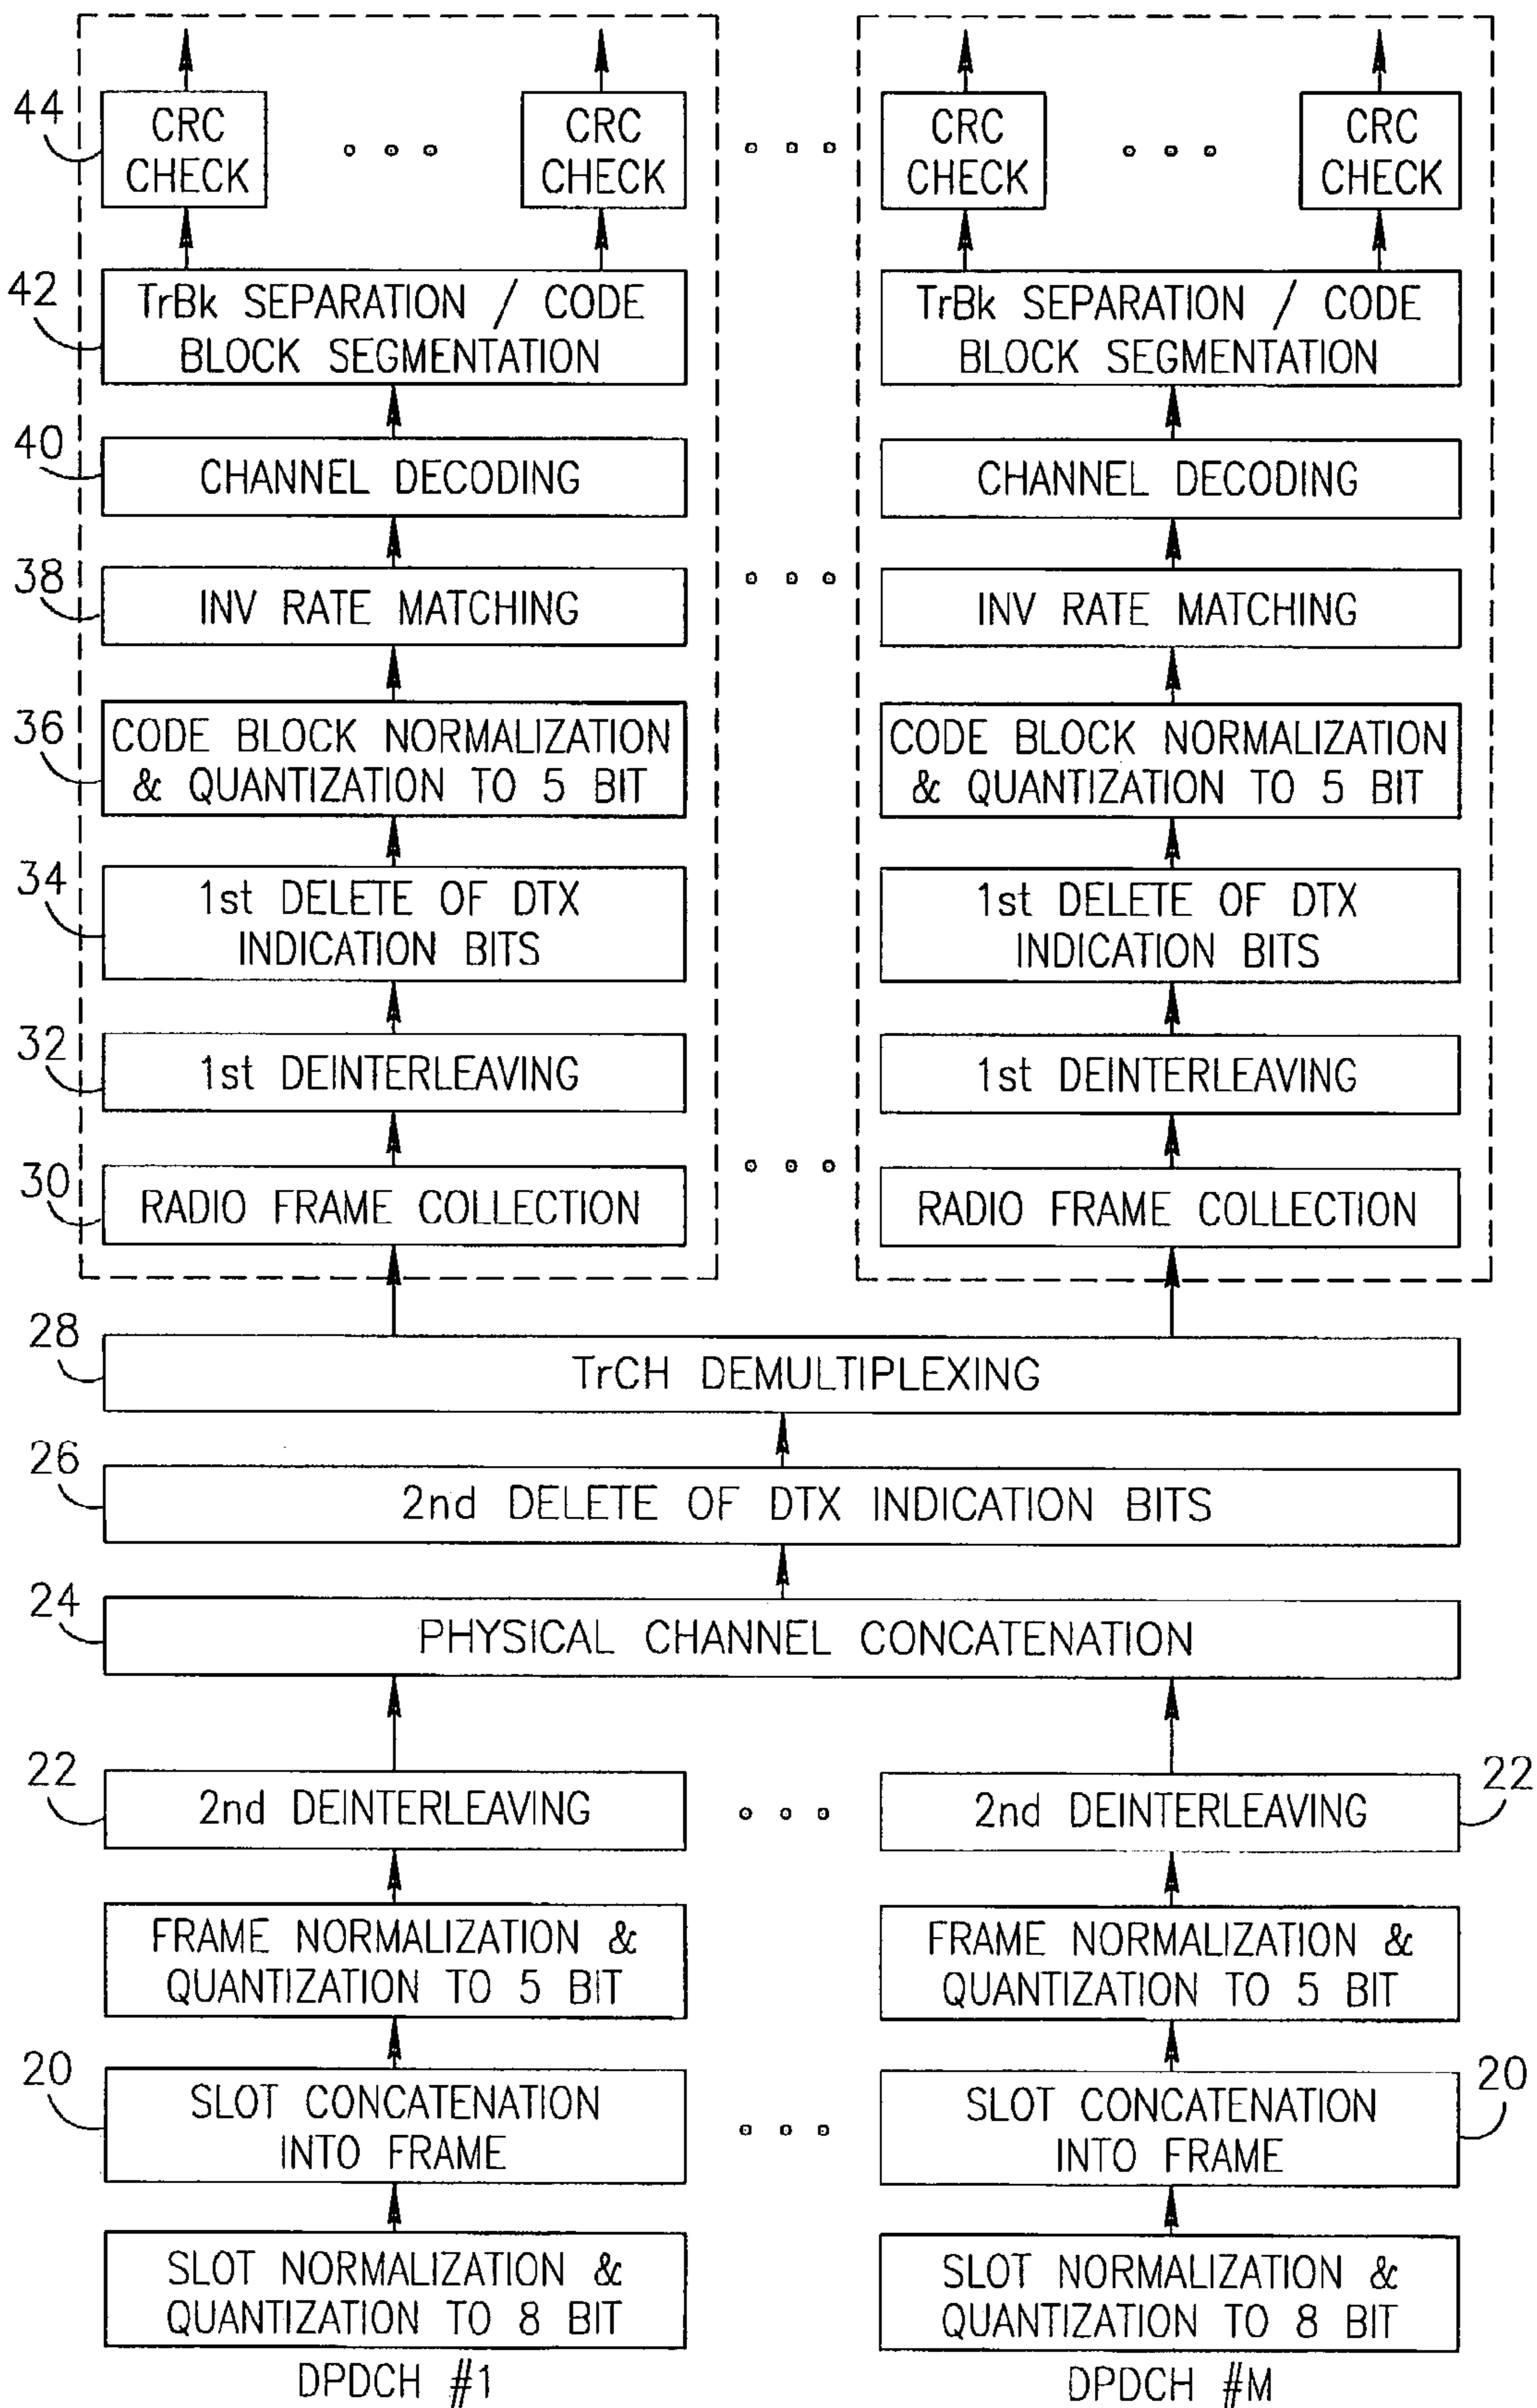 44
CRC
CHECK
CRC
CHECK
CRC
CHECK
CRC
CHECK
42
TrBk SEPARATION / CODE
BLOCK SEGMENTATION
TrBk SEPARATION / CODE
BLOCK SEGMENTATION
40
CHANNEL DECODING
CHANNEL DECODING
38
INV RATE MATCHING
INV RATE MATCHING
36
CODE BLOCK NORMALIZATION
& QUANTIZATION TO 5 BIT
CODE BLOCK NORMALIZATION
& QUANTIZATION TO 5 BIT
34
1st DELETE OF DTX
INDICATION BITS
1st DELETE OF DTX
INDICATION BITS
32
1st DEINTERLEAVING
1st DEINTERLEAVING
30
RADIO FRAME COLLECTION
RADIO FRAME COLLECTION
28
TrCH DEMULTIPLEXING
26
2nd DELETE OF DTX INDICATION BITS
24
PHYSICAL CHANNEL CONCATENATION
22
2nd DEINTERLEAVING
2nd DEINTERLEAVING
22
FRAME NORMALIZATION &
QUANTIZATION TO 5 BIT
FRAME NORMALIZATION &
QUANTIZATION TO 5 BIT
20
SLOT CONCATENATION
INTO FRAME
SLOT CONCATENATION
INTO FRAME
20
SLOT NORMALIZATION &
QUANTIZATION TO 8 BIT
SLOT NORMALIZATION &
QUANTIZATION TO 8 BIT
DPDCH #1
DPDCH #M